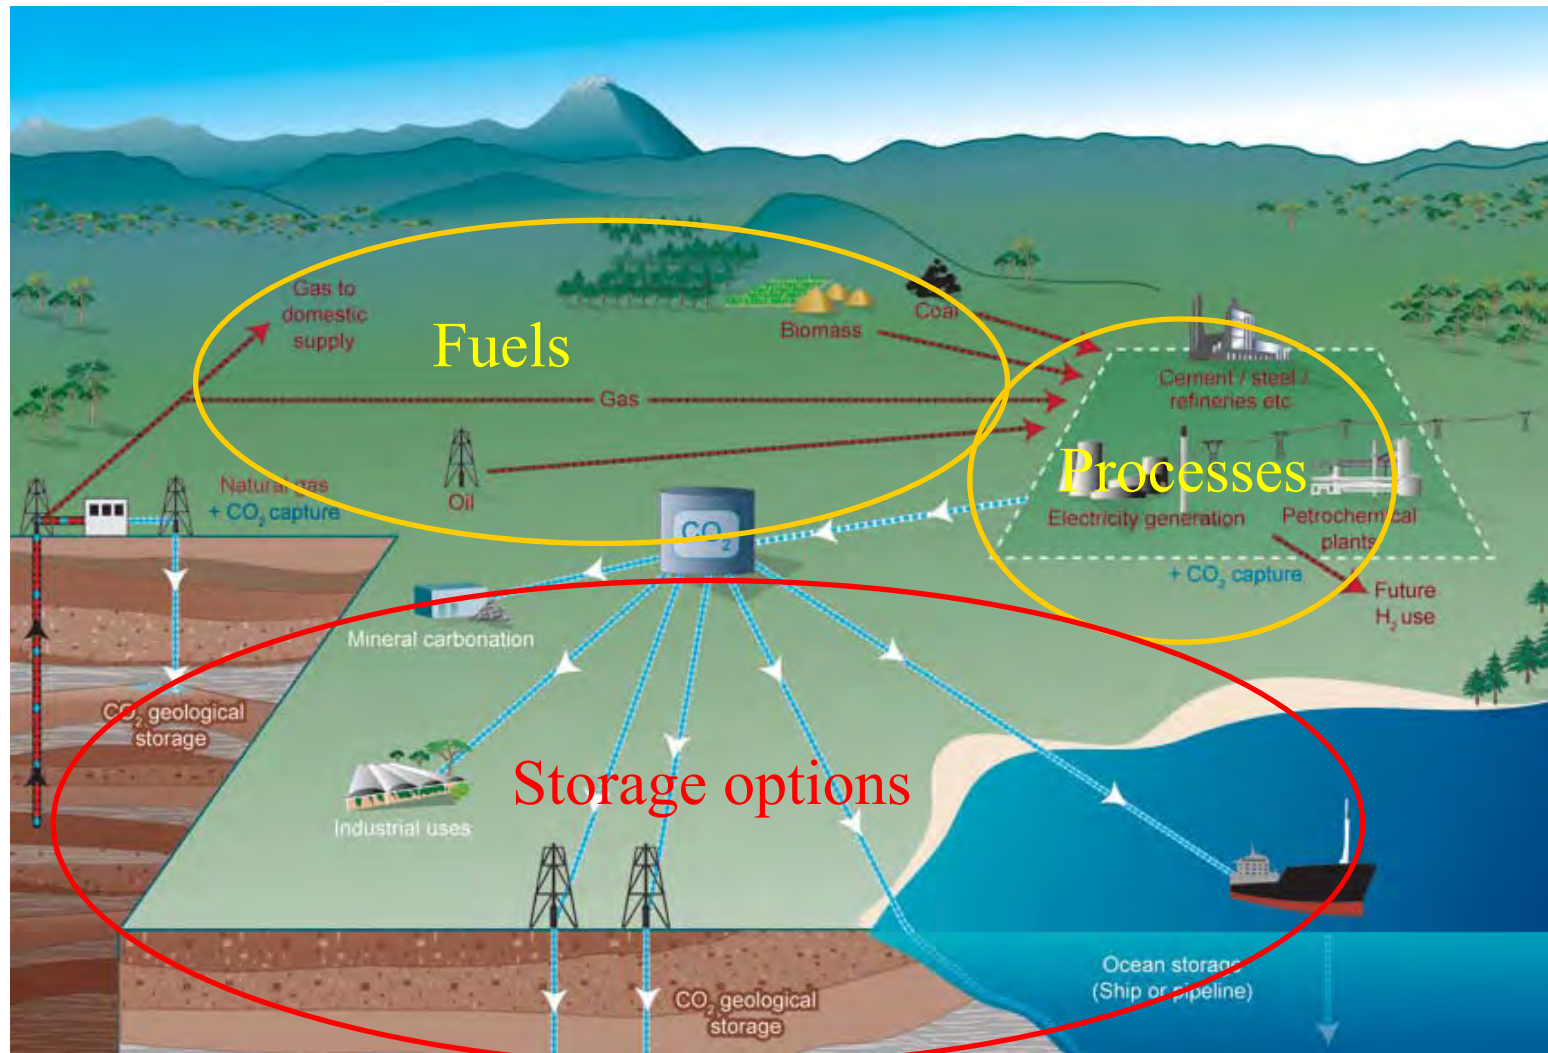 Gas to
domestic
supply
Fuels
Biomass
Coal
Gas
Oil
Natural gas
+ CO₂ capture
Cement / steel /
refineries etc
Processes
Electricity generation
Petrochemical
plants
+ CO₂ capture
Future
H₂ use
CO₂
Mineral carbonation
CO₂ geological
storage
Storage options
Industrial uses
Ocean storage
(Ship or pipeline)
CO₂ geological
storage